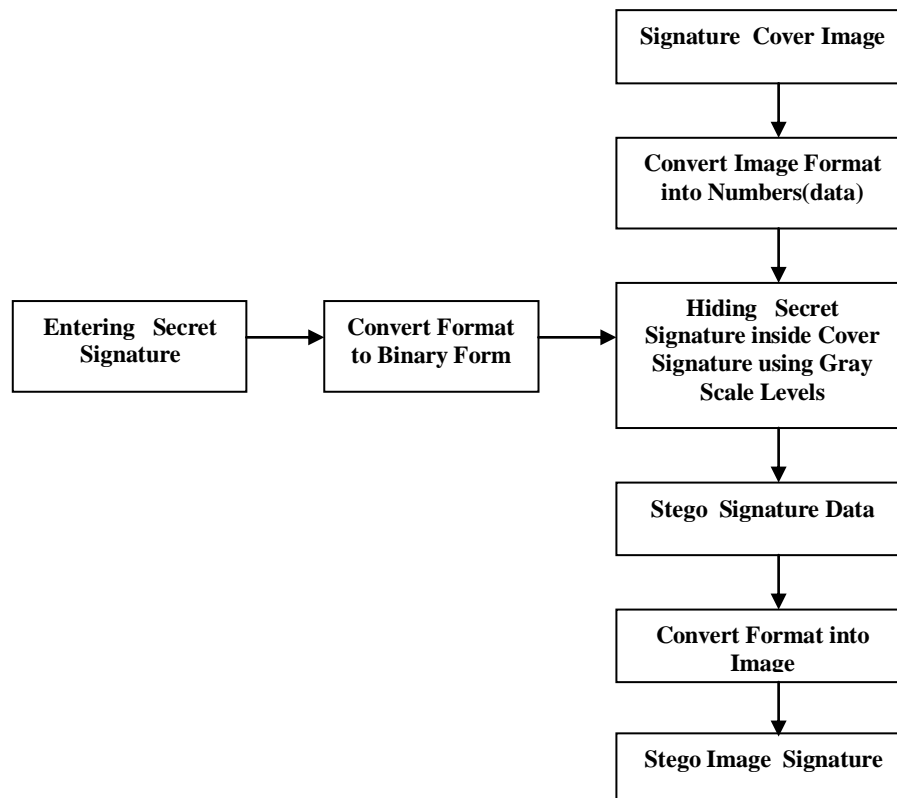 Signature Cover Image
Convert Image Format
into Numbers(data)
Entering Secret
Signature
Convert Format
to Binary Form
Hiding Secret
Signature inside Cover
Signature using Gray
Scale Levels
Stego Signature Data
Convert Format into
Image
Stego Image Signature